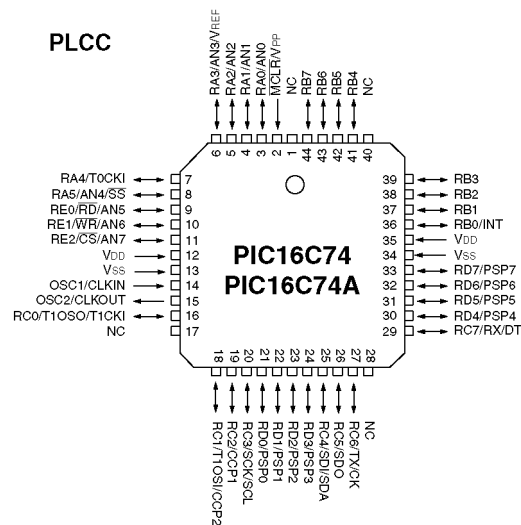 PLCC
RA3/AN3/VREF
RA2/AN2
RA1/AN1
RA0/AN0
MCLR/VPP
NC
RB7
RB6
RB5
RB4
NC
6 5 4 3 2 1 44 43 42 41 40
RA4/T0CKI 7
RA5/AN4/SS 8
RE0/RD/AN5 9
RE1/WR/AN6 10
RE2/CS/AN7 11
VDD 12
VSS 13
OSC1/CLKIN 14
OSC2/CLKOUT 15
RC0/T1OSO/T1CKI 16
NC 17
PIC16C74
PIC16C74A
39 RB3
38 RB2
37 RB1
36 RB0/INT
35 VDD
34 VSS
33 RD7/PSP7
32 RD6/PSP6
31 RD5/PSP5
30 RD4/PSP4
29 RC7/RX/DT
18 19 20 21 22 23 24 25 26 27 28
RC1/T1OSI/CCP2
RC2/CCP1
RC3/SCK/SCL
RD0/PSP0
RD1/PSP1
RD2/PSP2
RD3/PSP3
RC4/SDI/SDA
RC5/SDO
RC6/TX/CK
NC